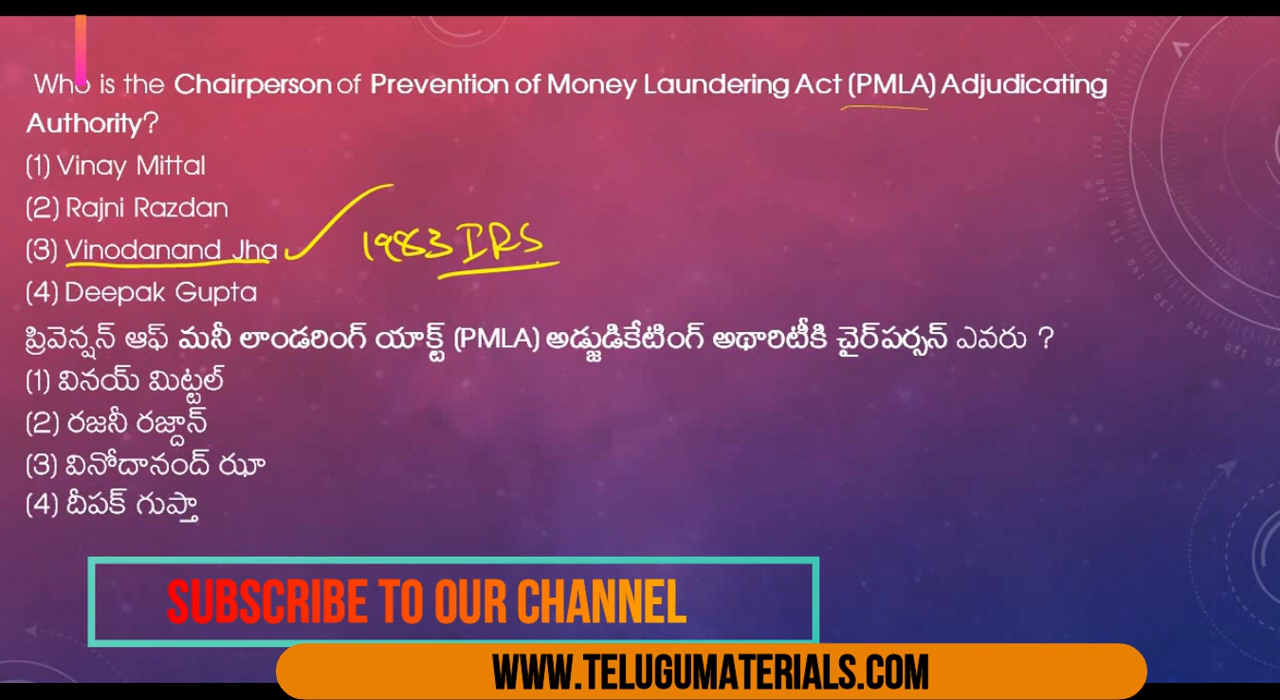 Who is the Chairperson of Prevention of Money Laundering Act (PMLA) Adjudicating
Authority?
(1) Vinay Mittal
(2) Rajni Razdan
(3) Vinodanand Jha 1983 IRS
(4) Deepak Gupta
ప్రివెన్షన్ ఆఫ్ మనీ లాండరింగ్ యాక్ట్ (PMLA) అడ్జుడికేటింగ్ అథారిటీకి చైర్‌పర్సన్ ఎవరు ?
(1) వినయ్ మిట్టల్
(2) రజనీ రజ్దాన్
(3) వినోదానంద్ ఝా
(4) దీపక్ గుప్తా
SUBSCRIBE TO OUR CHANNEL
WWW.TELUGUMATERIALS.COM